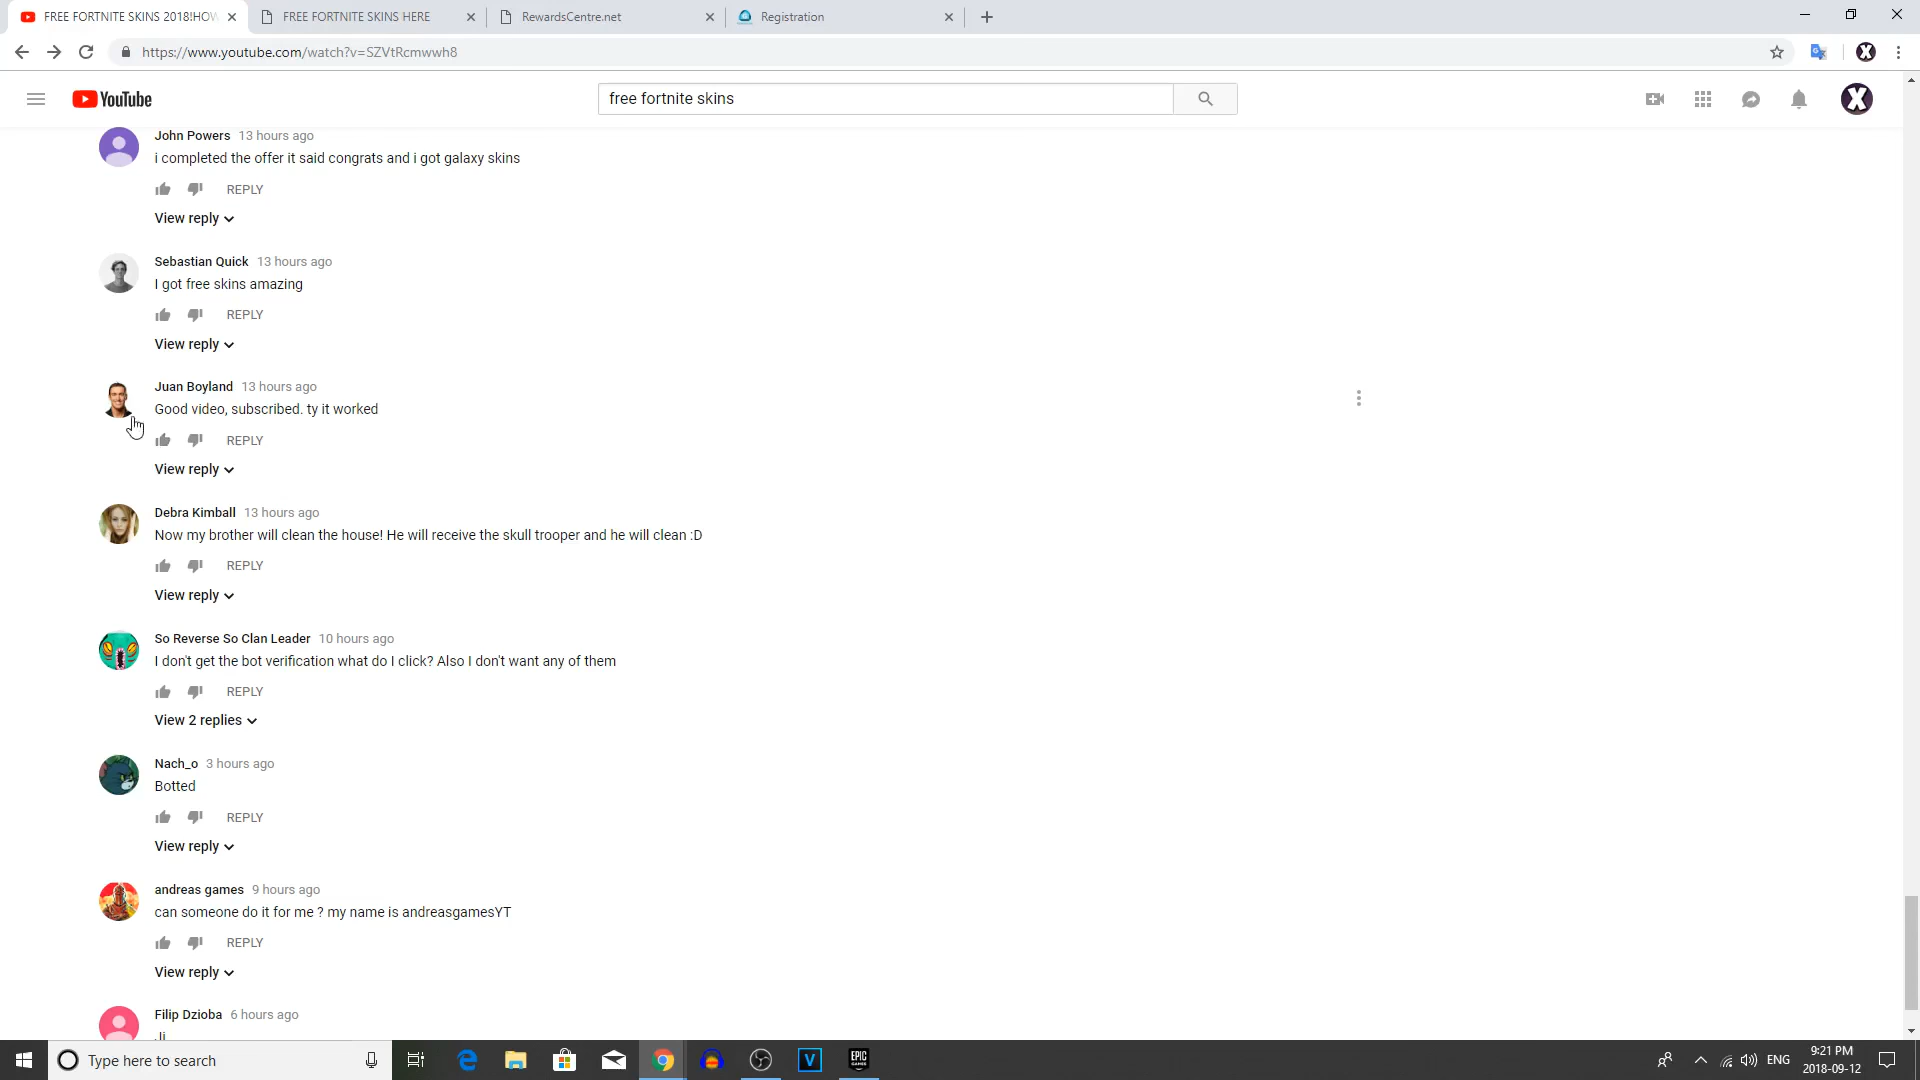 FREE FORTNITE SKINS 2018!HOW
FREE FORTNITE SKINS HERE
RewardsCentre.net
Registration
https://www.youtube.com/watch?v=SZVtRcmwwh8
YouTube
free fortnite skins
X
John Powers 13 hours ago
i completed the offer it said congrats and i got galaxy skins
REPLY
View reply
Sebastian Quick 13 hours ago
I got free skins amazing
REPLY
View reply
Juan Boyland 13 hours ago
Good video, subscribed. ty it worked
REPLY
View reply
Debra Kimball 13 hours ago
Now my brother will clean the house! He will receive the skull trooper and he will clean :D
REPLY
View reply
So Reverse So Clan Leader 10 hours ago
I don't get the bot verification what do I click? Also I don't want any of them
REPLY
View 2 replies
Nach_o 3 hours ago
Botted
REPLY
View reply
andreas games 9 hours ago
can someone do it for me ? my name is andreasgamesYT
REPLY
View reply
Filip Dzioba 6 hours ago
Type here to search
V
EPIC
GAMES
ENG
9:21 PM
2018-09-12